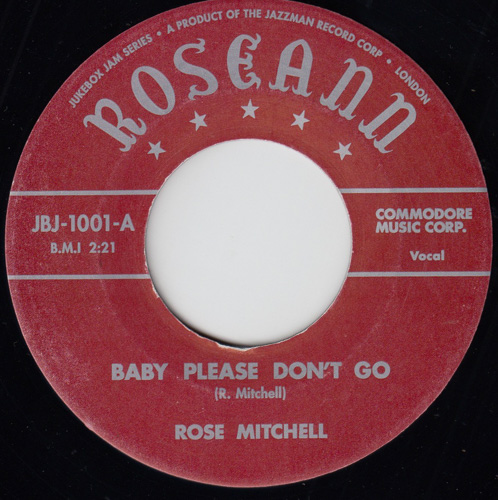 JUKEBOX JAM SERIES • A PRODUCT OF THE JAZZMAN RECORD CORP • LONDON
ROSEANN
JBJ-1001-A
B.M.I 2:21
COMMODORE
MUSIC CORP.
Vocal
BABY PLEASE DON'T GO
(R. Mitchell)
ROSE MITCHELL